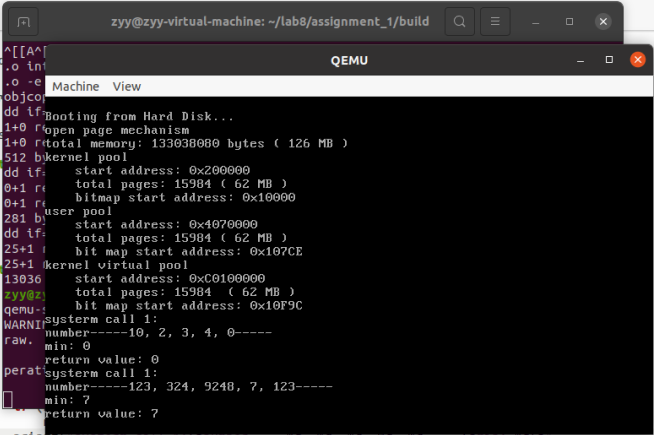 zyy@zyy-virtual-machine: ~/lab8/assignment_1/build
QEMU
Machine View
^[[A^[
.o int
.o -e
objcop
dd if=
1+0 re
1+0 re
512 by
dd if=
0+1 re
0+1 re
281 by
dd if=
25+1 r
25+1 r
13036
zyy@zy
qemu-s
WARNIN
raw.
peratt
Booting from Hard Disk...
open page mechanism
total memory: 133038080 bytes ( 126 MB )
kernel pool
start address: 0x200000
total pages: 15984 ( 62 MB )
bitmap start address: 0x10000
user pool
start address: 0x4070000
total pages: 15984 ( 62 MB )
bit map start address: 0x107CE
kernel virtual pool
start address: 0xC0100000
total pages: 15984  ( 62 MB )
bit map start address: 0x10F9C
systerm call 1:
number-----10, 2, 3, 4, 0-----
min: 0
return value: 0
systerm call 1:
number-----123, 324, 9248, 7, 123-----
min: 7
return value: 7